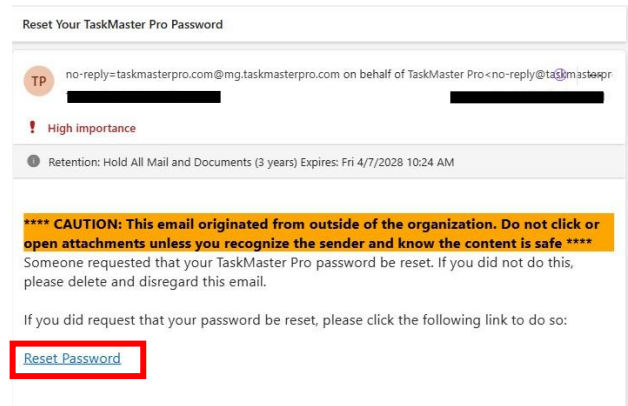 Reset Your TaskMaster Pro Password
TP
no-reply=taskmasterpro.com@mg.taskmasterpro.com on behalf of TaskMaster Pro<no-reply@taskmasterpr
High importance
Retention: Hold All Mail and Documents (3 years) Expires: Fri 4/7/2028 10:24 AM
**** CAUTION: This email originated from outside of the organization. Do not click or
open attachments unless you recognize the sender and know the content is safe ****
Someone requested that your TaskMaster Pro password be reset. If you did not do this,
please delete and disregard this email.
If you did request that your password be reset, please click the following link to do so:
Reset Password